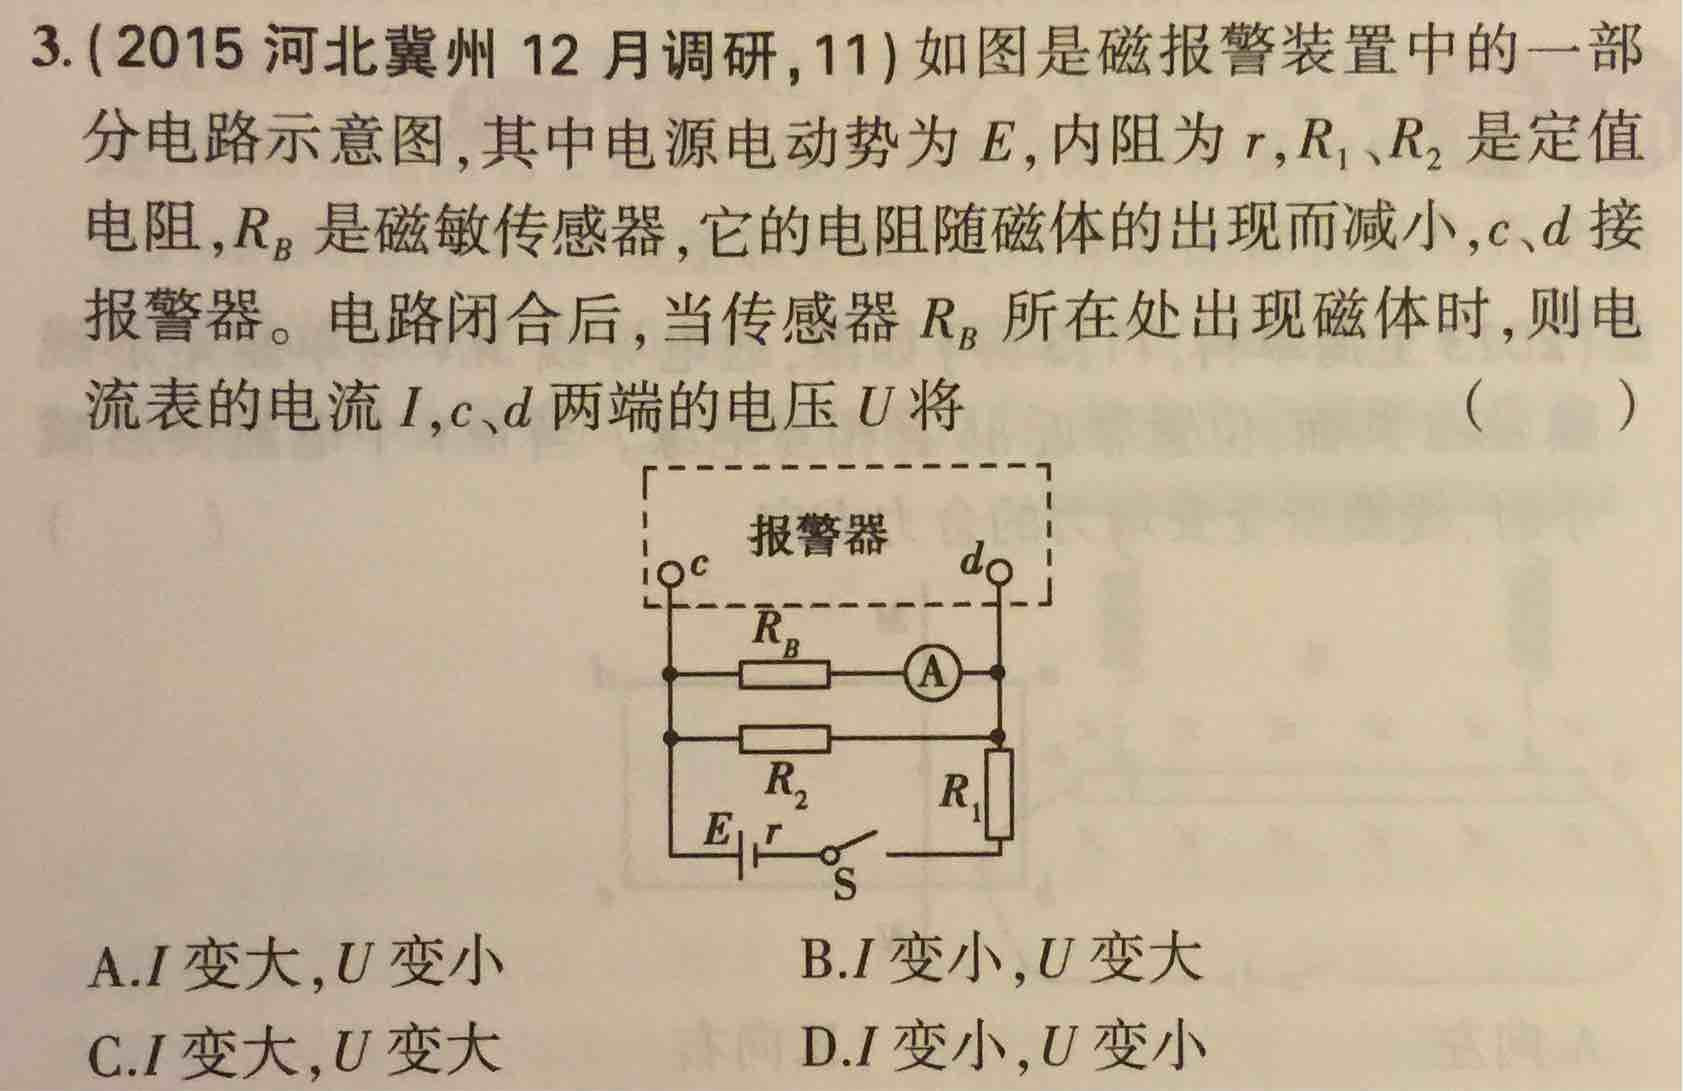 3.(2015 河北冀州 12 月调研,11)如图是磁报警装置中的一部
分电路示意图,其中电源电动势为 E,内阻为 r,R₁、R₂ 是定值
电阻,R_B 是磁敏传感器,它的电阻随磁体的出现而减小,c、d 接
报警器。电路闭合后,当传感器 R_B 所在处出现磁体时,则电
流表的电流 I,c、d 两端的电压 U 将 ( )
报警器
c d
R_B
A
R₂
R₁
E r
S
A.I 变大,U 变小 B.I 变小,U 变大
C.I 变大,U 变大 D.I 变小,U 变小